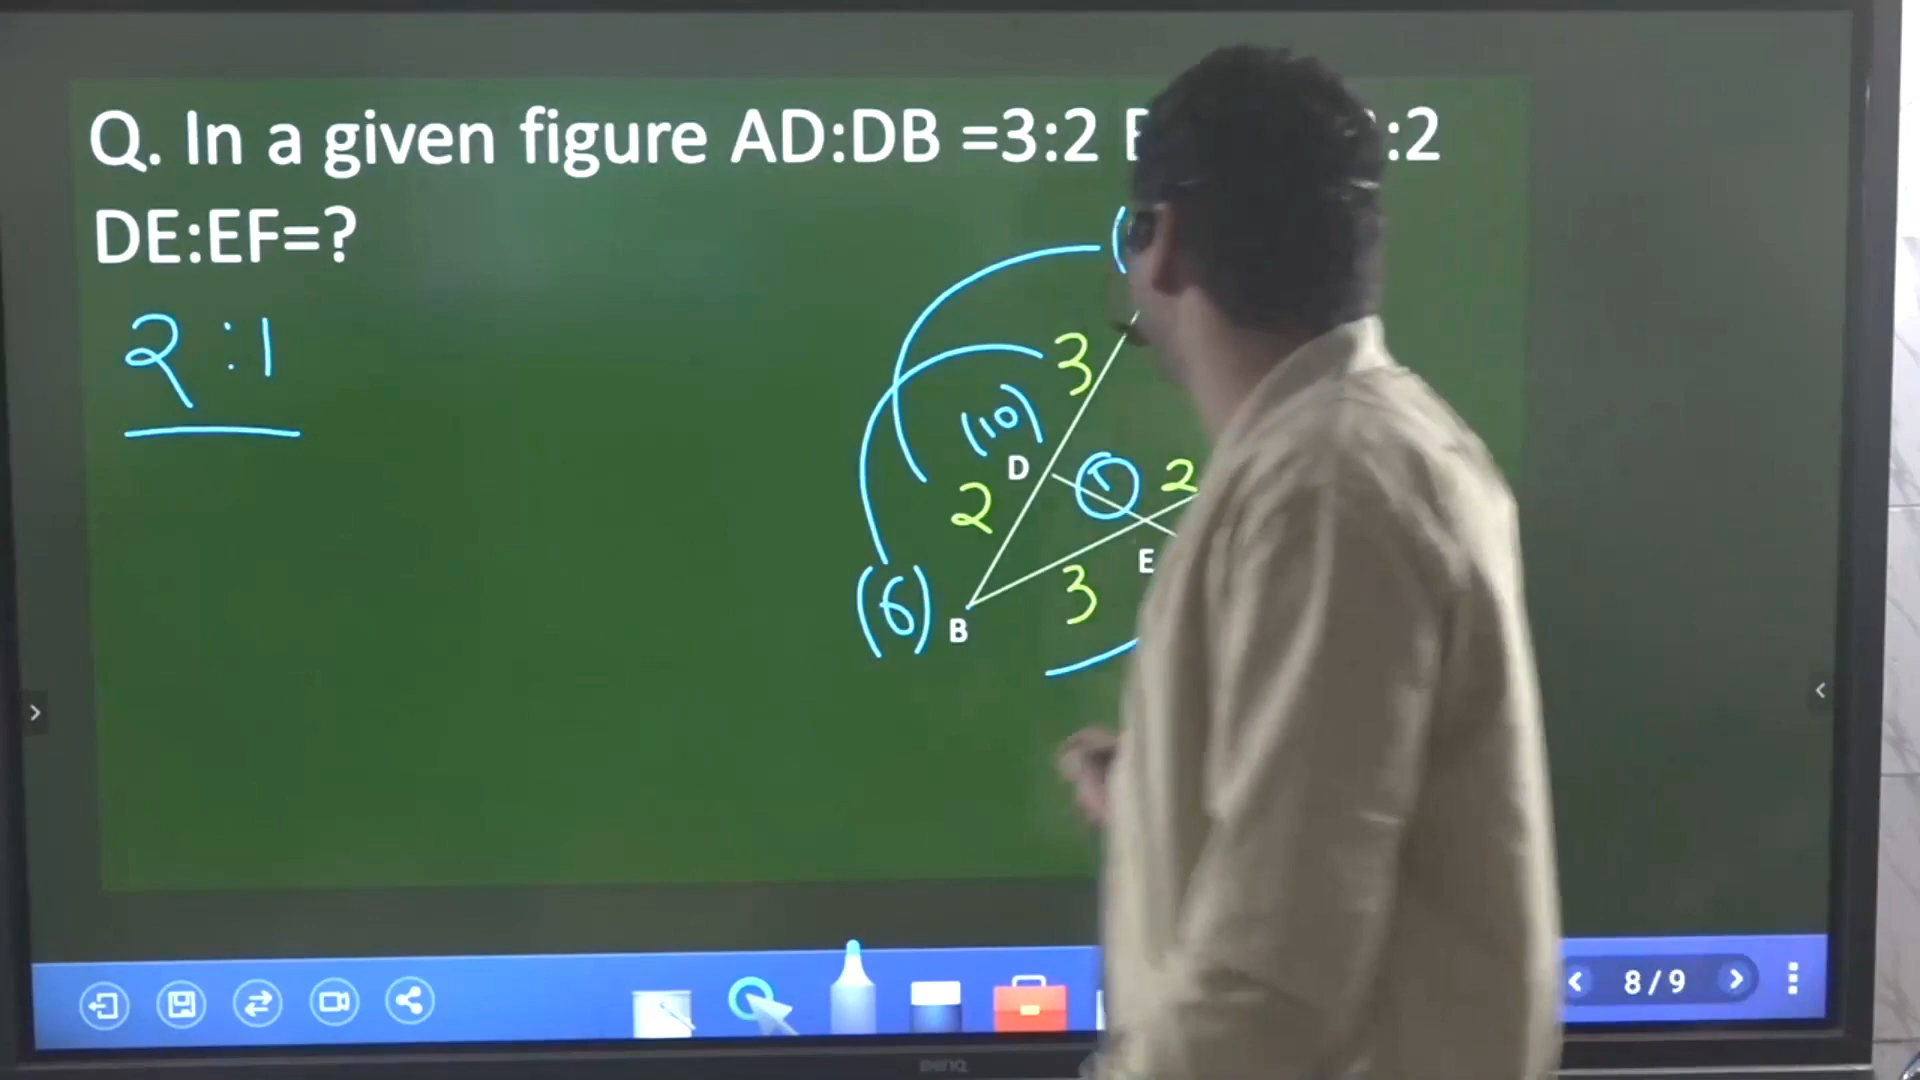 Q. In a given figure AD:DB =3:2 :2
DE:EF=?
2 : 1
3
(10)
D
2
2
E
3
(6)
B
8/9
BenQ